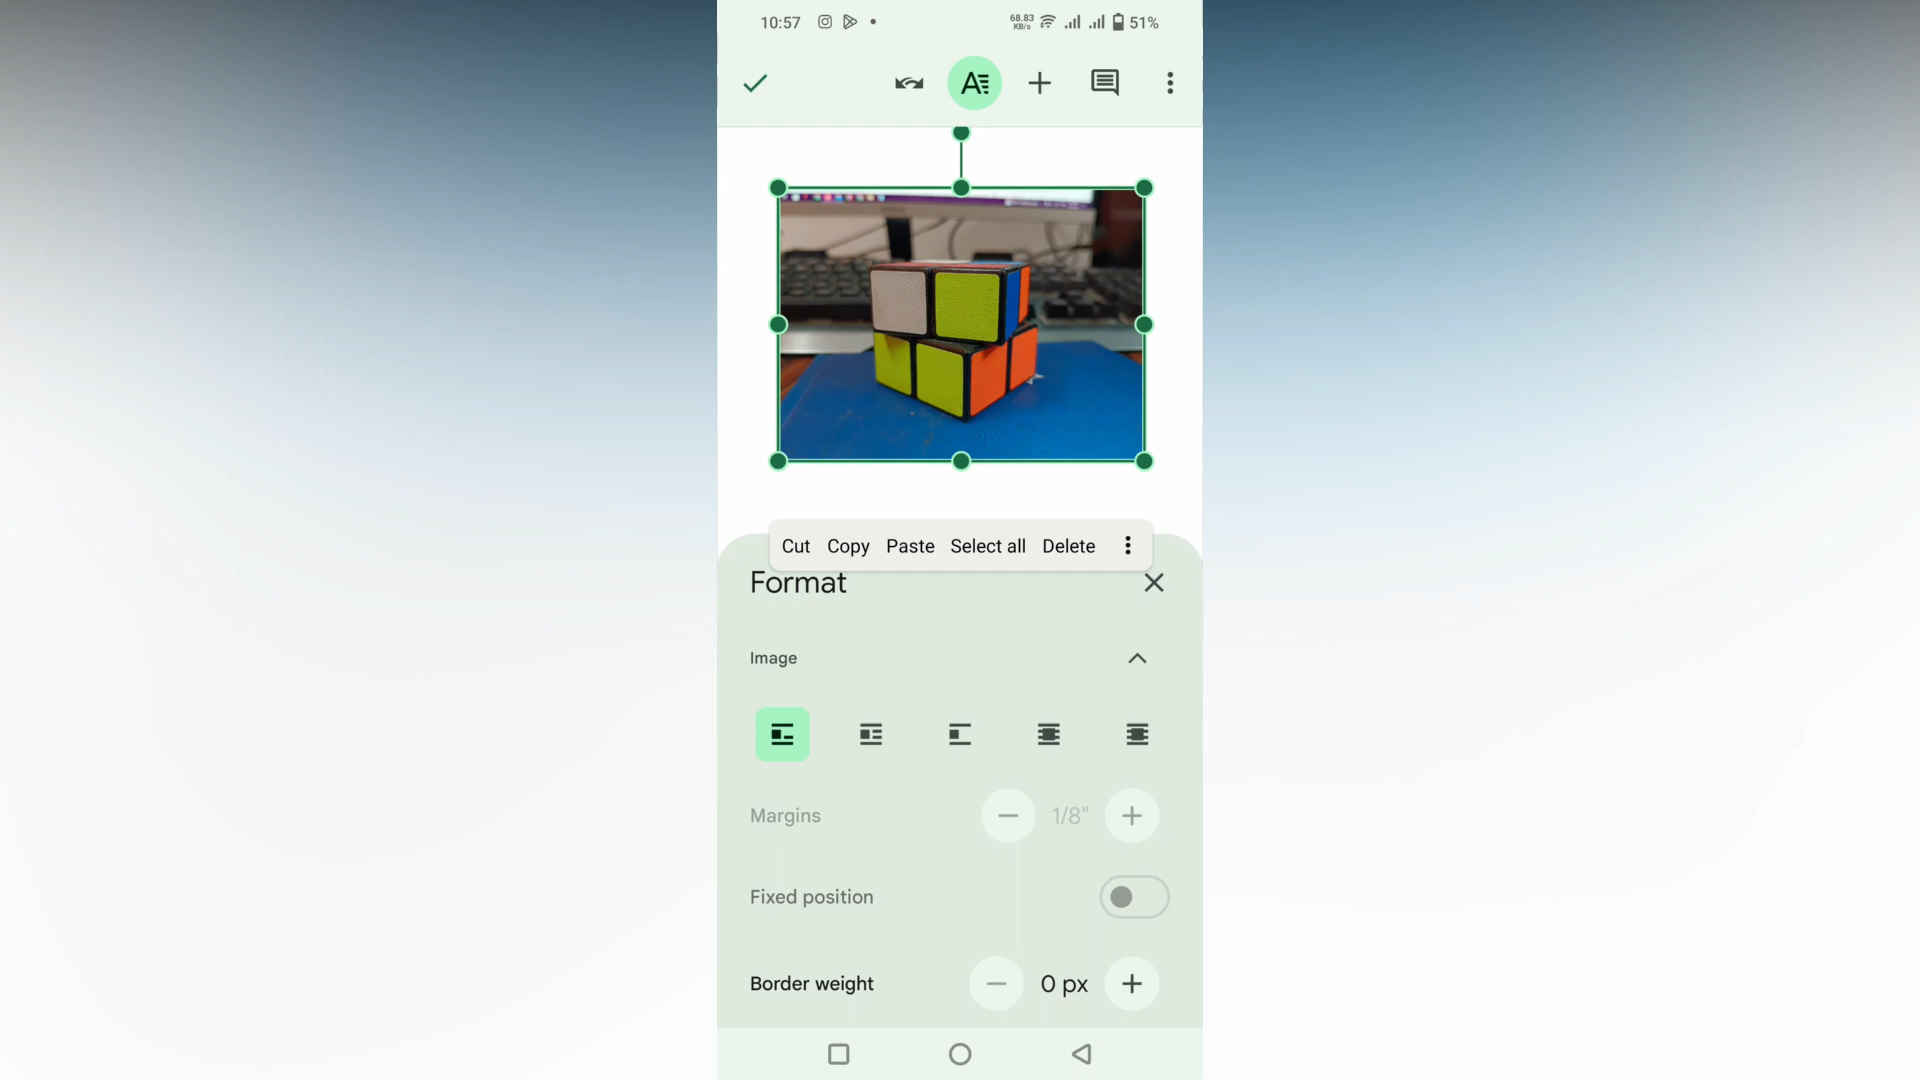 10:57 68.83 KB/s 51%
Cut Copy Paste Select all Delete
Format
Image
Margins 1/8"
Fixed position
Border weight 0 px